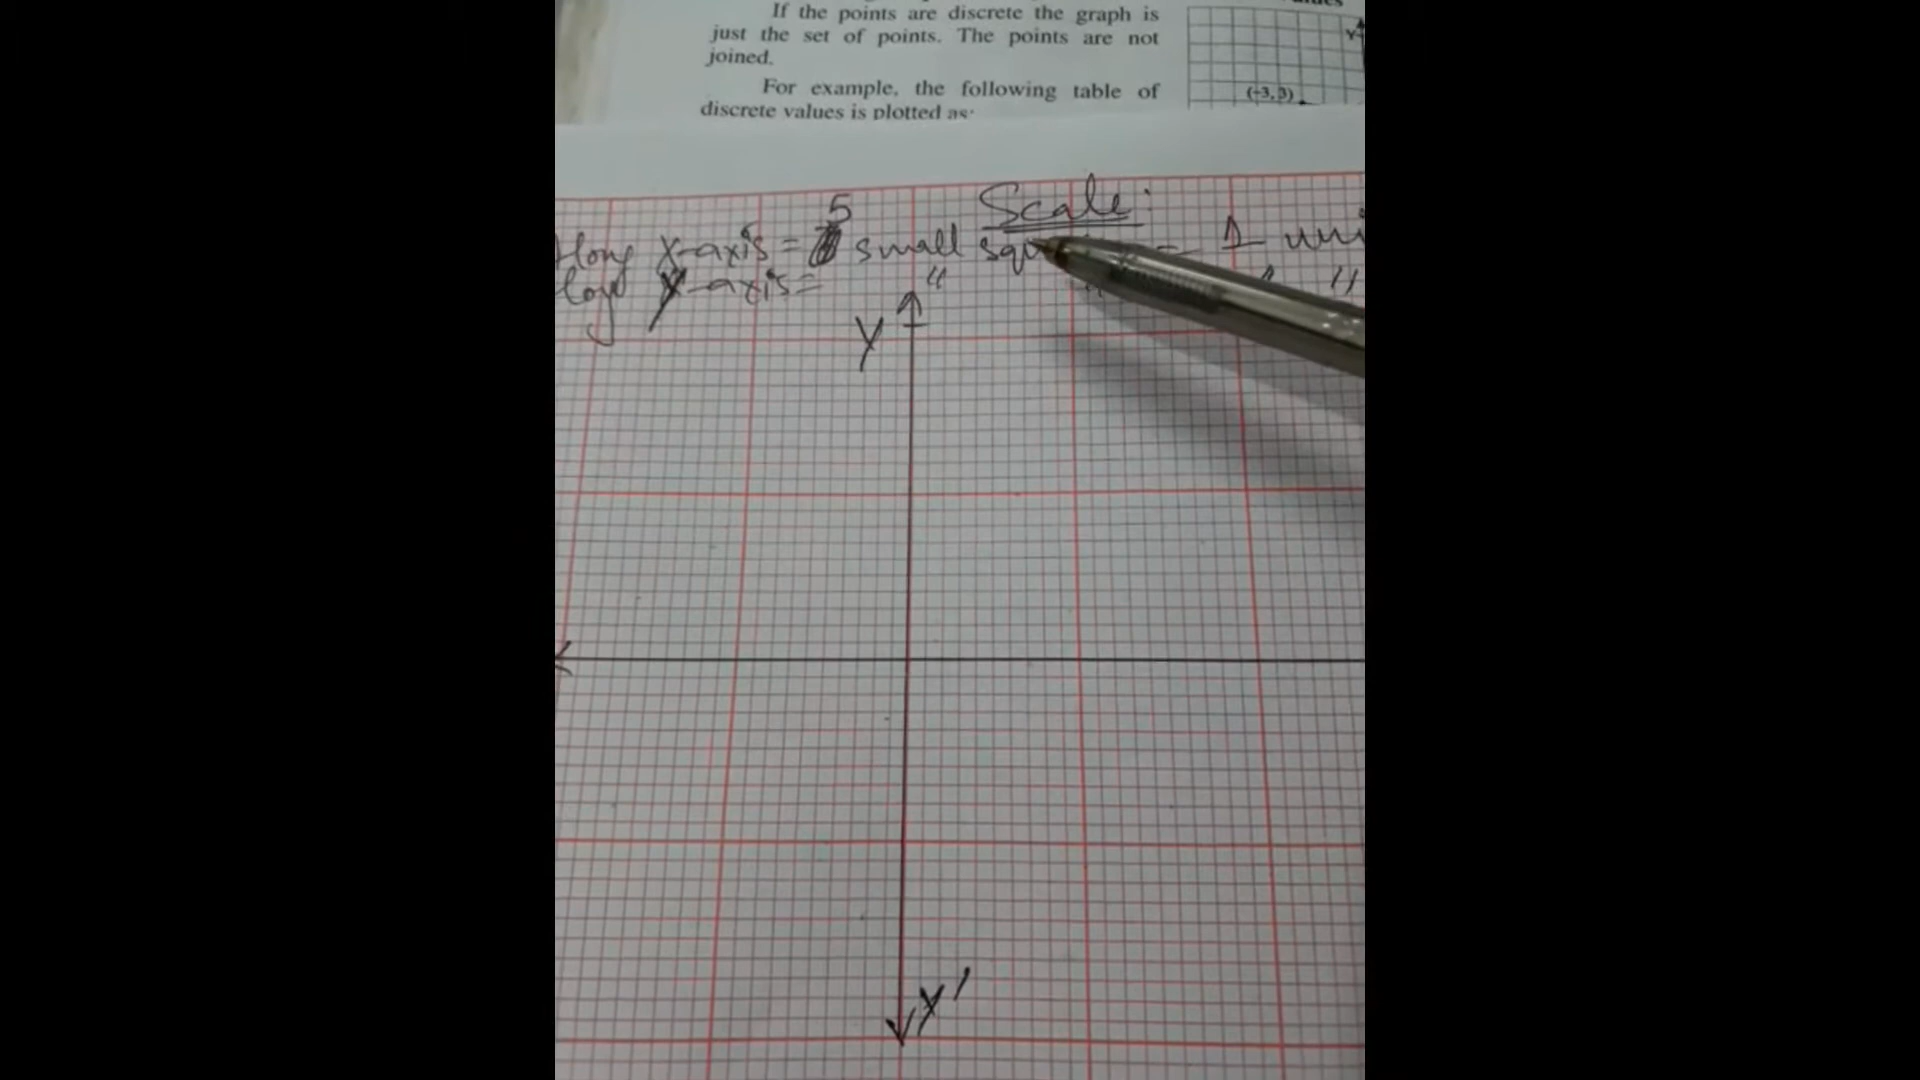 If the points are discrete the graph is
just the set of points. The points are not
joined.
For example, the following table of
discrete values is plotted as:
Y
(-3,3)
Scale:
Along X-axis = 5 small = 1
Along Y-axis = " "
Y
Y'